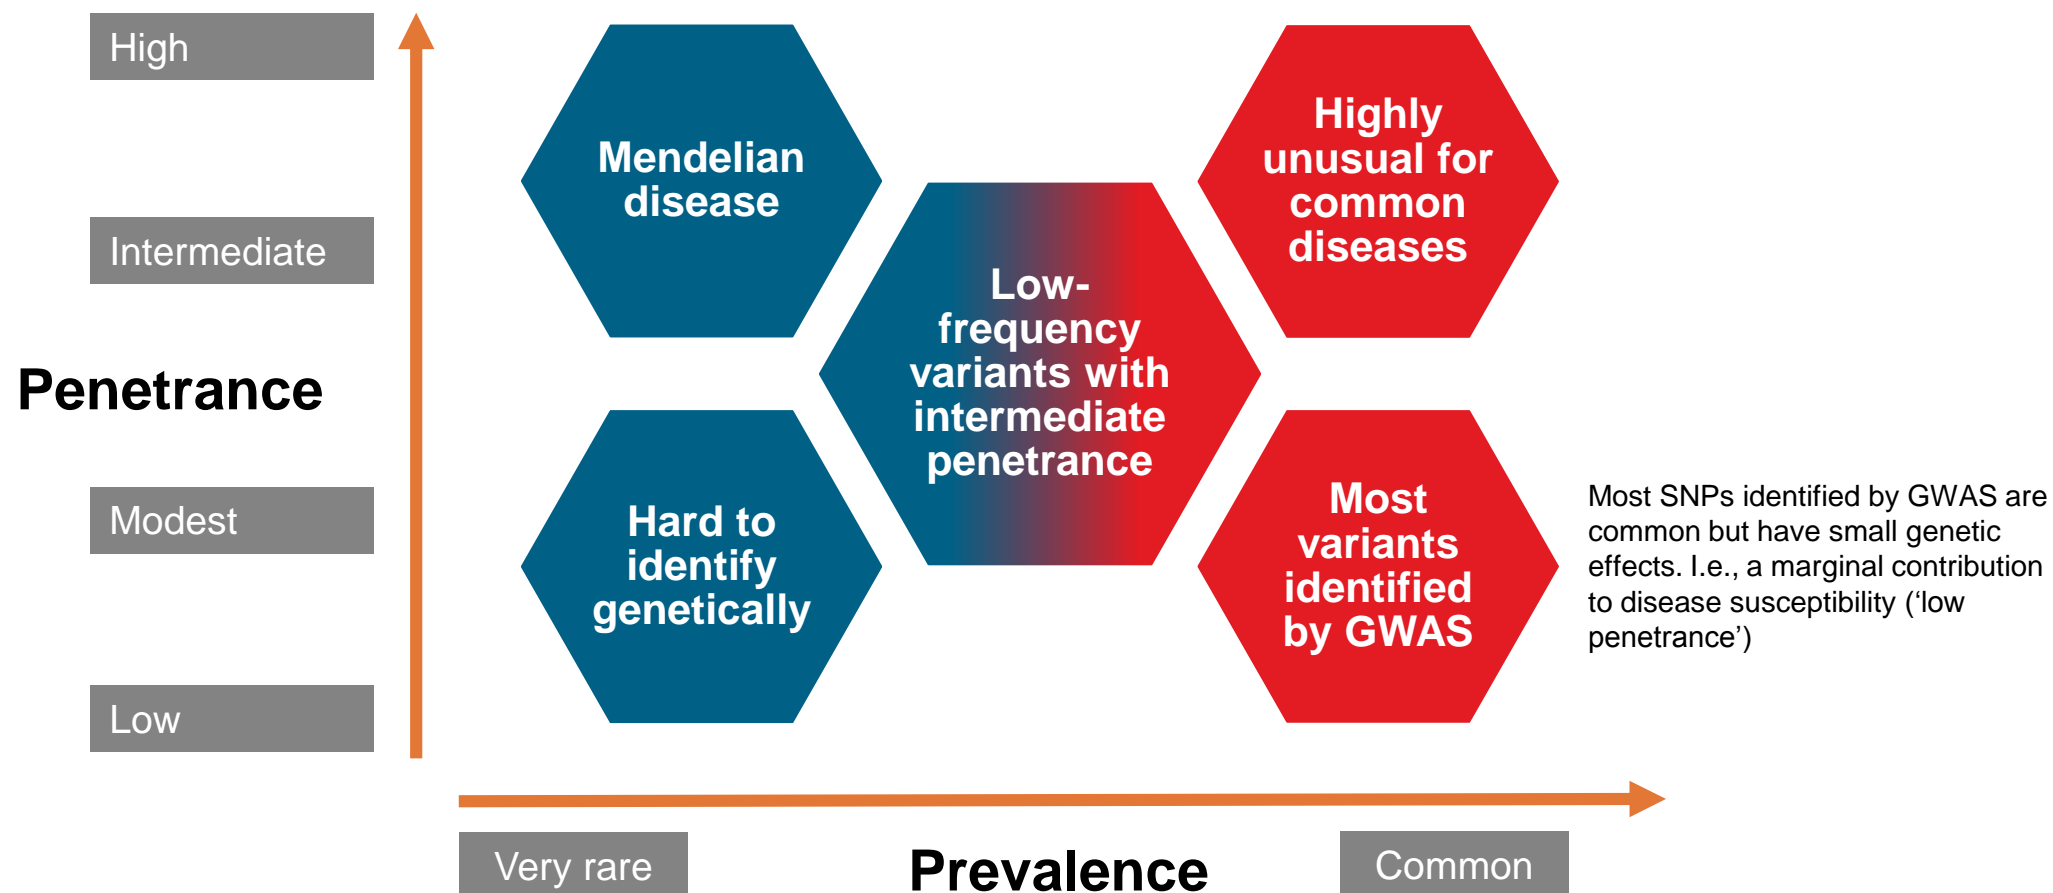 High
Intermediate
Penetrance
Modest
Low
Mendelian
disease
Highly
unusual for
common
diseases
Low-
frequency
variants with
intermediate
penetrance
Hard to
identify
genetically
Most
variants
identified
by GWAS
Most SNPs identified by GWAS are
common but have small genetic
effects. I.e., a marginal contribution
to disease susceptibility (‘low
penetrance’)
Very rare
Prevalence
Common